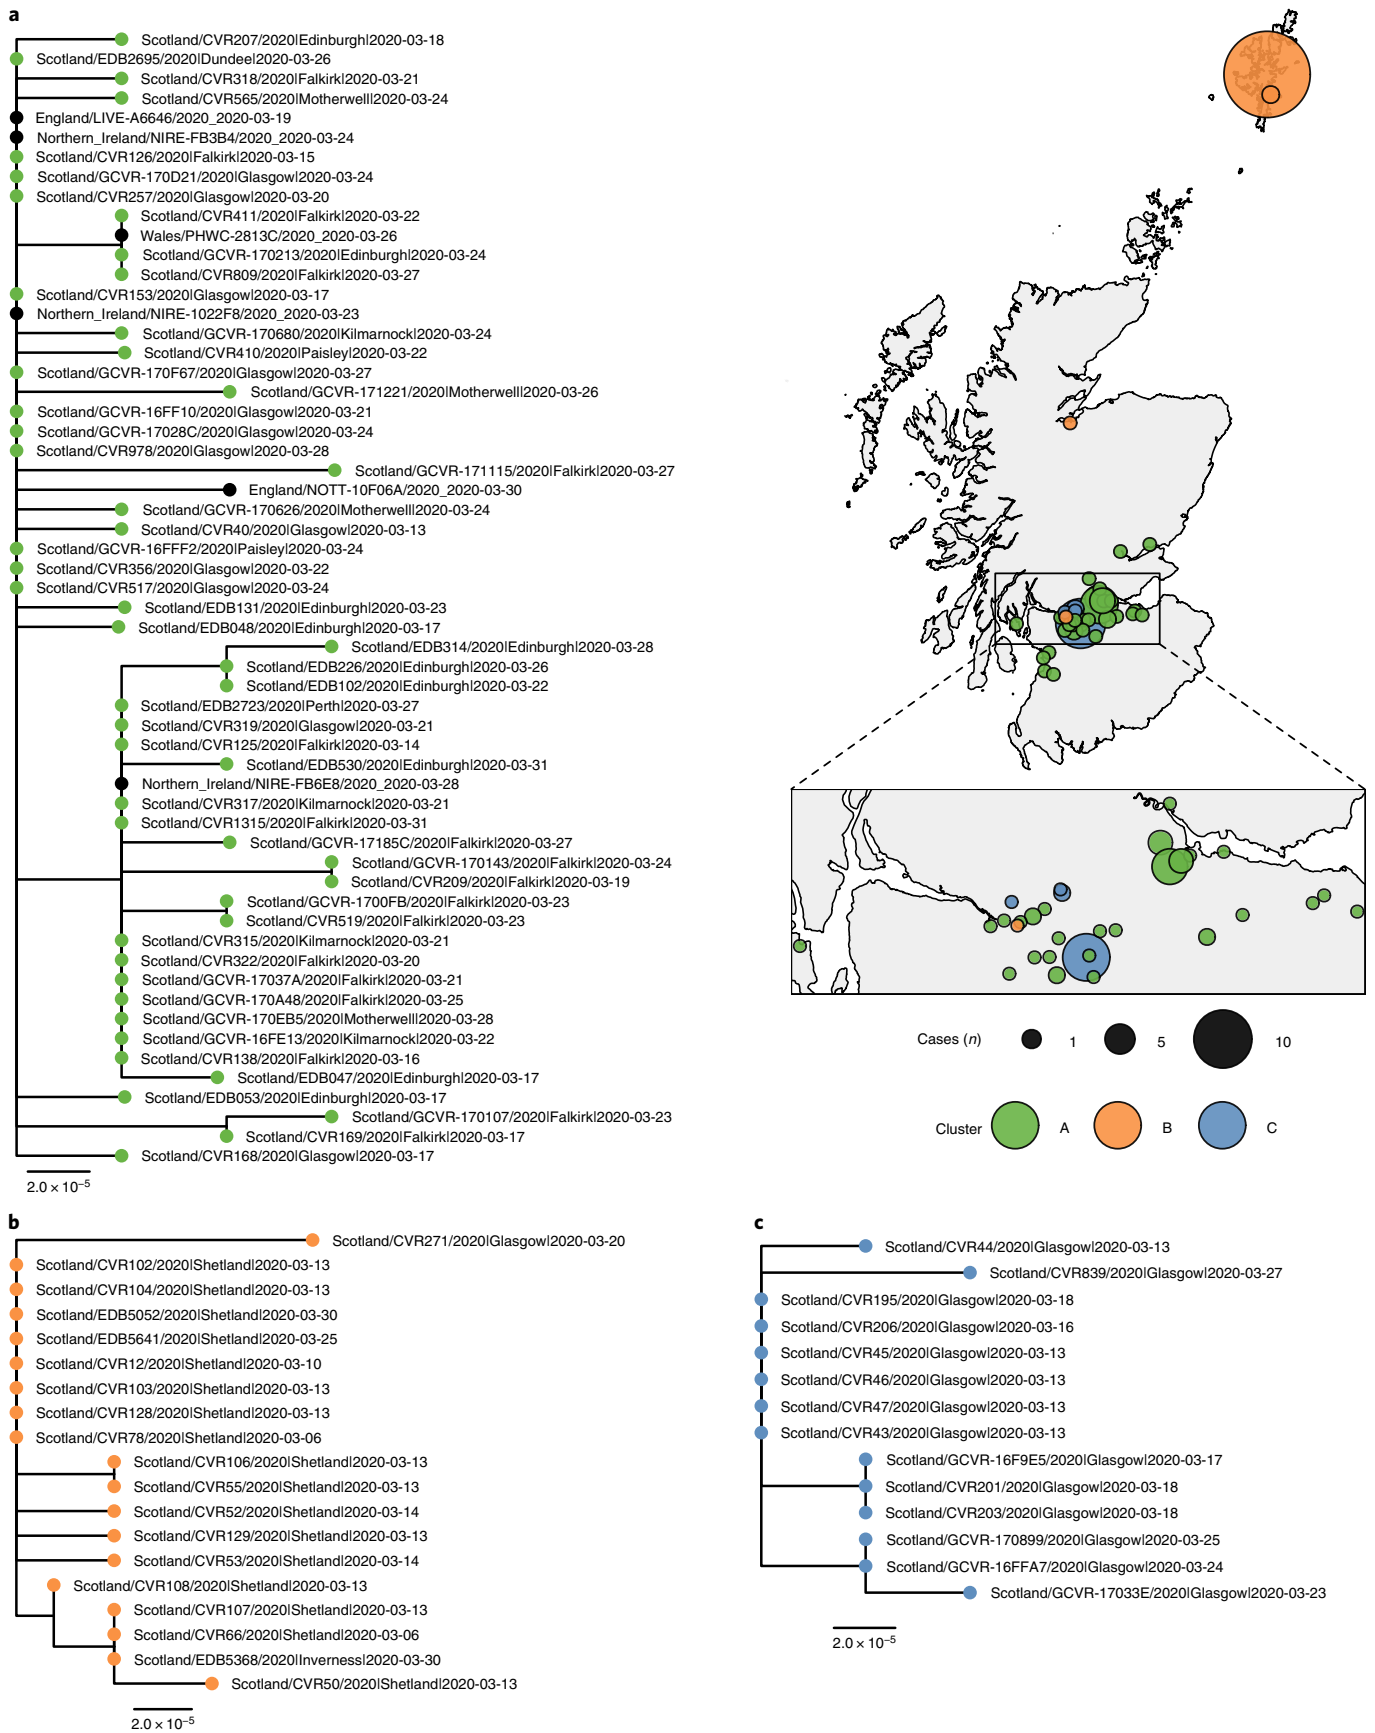 a
Scotland/CVR207/2020|Edinburgh|2020-03-18
Scotland/EDB2695/2020|Dundee|2020-03-26
Scotland/CVR318/2020|Falkirk|2020-03-21
Scotland/CVR565/2020|Motherwell|2020-03-24
England/LIVE-A6646/2020_2020-03-19
Northern_Ireland/NIRE-FB3B4/2020_2020-03-24
Scotland/CVR126/2020|Falkirk|2020-03-15
Scotland/GCVR-170D21/2020|Glasgow|2020-03-24
Scotland/CVR257/2020|Glasgow|2020-03-20
Scotland/CVR411/2020|Falkirk|2020-03-22
Wales/PHWC-2813C/2020_2020-03-26
Scotland/GCVR-170213/2020|Edinburgh|2020-03-24
Scotland/CVR809/2020|Falkirk|2020-03-27
Scotland/CVR153/2020|Glasgow|2020-03-17
Northern_Ireland/NIRE-1022F8/2020_2020-03-23
Scotland/GCVR-170680/2020|Kilmarnock|2020-03-24
Scotland/CVR410/2020|Paisley|2020-03-22
Scotland/GCVR-170F67/2020|Glasgow|2020-03-27
Scotland/GCVR-171221/2020|Motherwell|2020-03-26
Scotland/GCVR-16FF10/2020|Glasgow|2020-03-21
Scotland/GCVR-17028C/2020|Glasgow|2020-03-24
Scotland/CVR978/2020|Glasgow|2020-03-28
Scotland/GCVR-171115/2020|Falkirk|2020-03-27
England/NOTT-10F06A/2020_2020-03-30
Scotland/GCVR-170626/2020|Motherwell|2020-03-24
Scotland/CVR40/2020|Glasgow|2020-03-13
Scotland/GCVR-16FFF2/2020|Paisley|2020-03-24
Scotland/CVR356/2020|Glasgow|2020-03-22
Scotland/CVR517/2020|Glasgow|2020-03-24
Scotland/EDB131/2020|Edinburgh|2020-03-23
Scotland/EDB048/2020|Edinburgh|2020-03-17
Scotland/EDB314/2020|Edinburgh|2020-03-28
Scotland/EDB226/2020|Edinburgh|2020-03-26
Scotland/EDB102/2020|Edinburgh|2020-03-22
Scotland/EDB2723/2020|Perth|2020-03-27
Scotland/CVR319/2020|Glasgow|2020-03-21
Scotland/CVR125/2020|Falkirk|2020-03-14
Scotland/EDB530/2020|Edinburgh|2020-03-31
Northern_Ireland/NIRE-FB6E8/2020_2020-03-28
Scotland/CVR317/2020|Kilmarnock|2020-03-21
Scotland/CVR1315/2020|Falkirk|2020-03-31
Scotland/GCVR-17185C/2020|Falkirk|2020-03-27
Scotland/GCVR-170143/2020|Falkirk|2020-03-24
Scotland/CVR209/2020|Falkirk|2020-03-19
Scotland/GCVR-1700FB/2020|Falkirk|2020-03-23
Scotland/CVR519/2020|Falkirk|2020-03-23
Scotland/CVR315/2020|Kilmarnock|2020-03-21
Scotland/CVR322/2020|Falkirk|2020-03-20
Scotland/GCVR-17037A/2020|Falkirk|2020-03-21
Scotland/GCVR-170A48/2020|Falkirk|2020-03-25
Scotland/GCVR-170EB5/2020|Motherwell|2020-03-28
Scotland/GCVR-16FE13/2020|Kilmarnock|2020-03-22
Scotland/CVR138/2020|Falkirk|2020-03-16
Scotland/EDB047/2020|Edinburgh|2020-03-17
Scotland/EDB053/2020|Edinburgh|2020-03-17
Scotland/GCVR-170107/2020|Falkirk|2020-03-23
Scotland/CVR169/2020|Falkirk|2020-03-17
Scotland/CVR168/2020|Glasgow|2020-03-17
2.0 × 10⁻⁵
Cases (n) 1 5 10
Cluster A B C
b
Scotland/CVR271/2020|Glasgow|2020-03-20
Scotland/CVR102/2020|Shetland|2020-03-13
Scotland/CVR104/2020|Shetland|2020-03-13
Scotland/EDB5052/2020|Shetland|2020-03-30
Scotland/EDB5641/2020|Shetland|2020-03-25
Scotland/CVR12/2020|Shetland|2020-03-10
Scotland/CVR103/2020|Shetland|2020-03-13
Scotland/CVR128/2020|Shetland|2020-03-13
Scotland/CVR78/2020|Shetland|2020-03-06
Scotland/CVR106/2020|Shetland|2020-03-13
Scotland/CVR55/2020|Shetland|2020-03-13
Scotland/CVR52/2020|Shetland|2020-03-14
Scotland/CVR129/2020|Shetland|2020-03-13
Scotland/CVR53/2020|Shetland|2020-03-14
Scotland/CVR108/2020|Shetland|2020-03-13
Scotland/CVR107/2020|Shetland|2020-03-13
Scotland/CVR66/2020|Shetland|2020-03-06
Scotland/EDB5368/2020|Inverness|2020-03-30
Scotland/CVR50/2020|Shetland|2020-03-13
2.0 × 10⁻⁵
c
Scotland/CVR44/2020|Glasgow|2020-03-13
Scotland/CVR839/2020|Glasgow|2020-03-27
Scotland/CVR195/2020|Glasgow|2020-03-18
Scotland/CVR206/2020|Glasgow|2020-03-16
Scotland/CVR45/2020|Glasgow|2020-03-13
Scotland/CVR46/2020|Glasgow|2020-03-13
Scotland/CVR47/2020|Glasgow|2020-03-13
Scotland/CVR43/2020|Glasgow|2020-03-13
Scotland/GCVR-16F9E5/2020|Glasgow|2020-03-17
Scotland/CVR201/2020|Glasgow|2020-03-18
Scotland/CVR203/2020|Glasgow|2020-03-18
Scotland/GCVR-170899/2020|Glasgow|2020-03-25
Scotland/GCVR-16FFA7/2020|Glasgow|2020-03-24
Scotland/GCVR-17033E/2020|Glasgow|2020-03-23
2.0 × 10⁻⁵